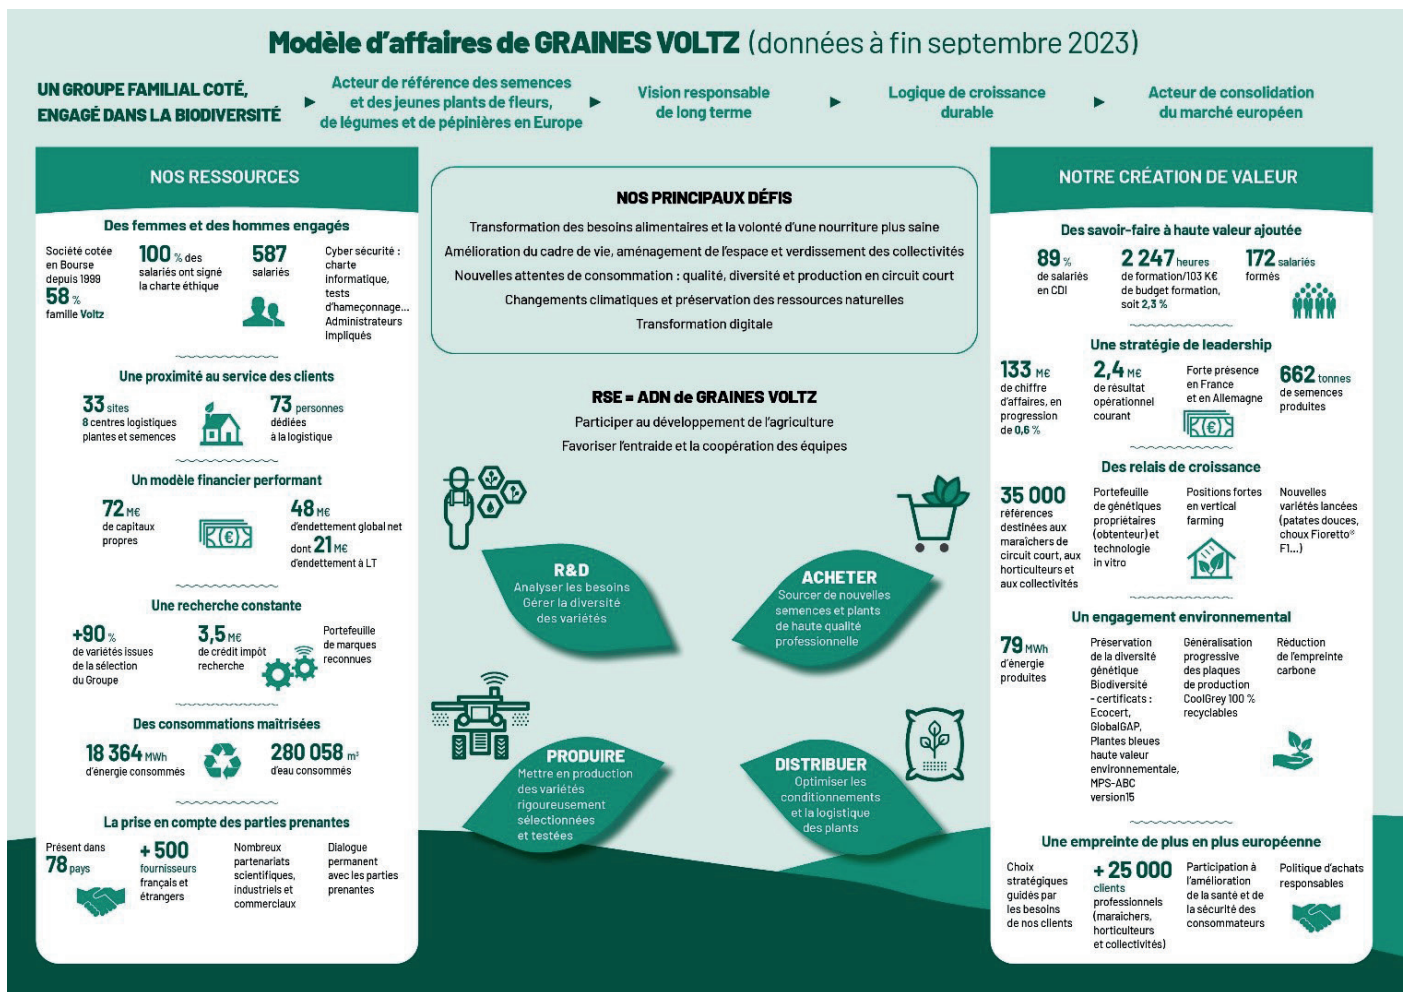 Modèle d'affaires de GRAINES VOLTZ (données à fin septembre 2023)
UN GROUPE FAMILIAL COTÉ,
ENGAGÉ DANS LA BIODIVERSITÉ
Acteur de référence des semences
et des jeunes plants de fleurs,
de légumes et de pépinières en Europe
Vision responsable
de long terme
Logique de croissance
durable
Acteur de consolidation
du marché européen
NOS RESSOURCES
Des femmes et des hommes engagés
Société cotée
en Bourse
depuis 1999
58 %
famille Voltz
100 % des
salariés ont signé
la charte éthique
587
salariés
Cyber sécurité :
charte
informatique,
tests
d'hameçonnage...
Administrateurs
impliqués
Une proximité au service des clients
33 sites
8 centres logistiques
plantes et semences
73 personnes
dédiées
à la logistique
Un modèle financier performant
72 M€
de capitaux
propres
48 M€
d'endettement global net
dont 21 M€
d'endettement à LT
Une recherche constante
+90 %
de variétés issues
de la sélection
du Groupe
3,5 M€
de crédit impôt
recherche
Portefeuille
de marques
reconnues
Des consommations maîtrisées
18 364 MWh
d'énergie consommés
280 058 m³
d'eau consommés
La prise en compte des parties prenantes
Présent dans
78 pays
+ 500
fournisseurs
français et
étrangers
Nombreux
partenariats
scientifiques,
industriels et
commerciaux
Dialogue
permanent
avec les parties
prenantes
NOS PRINCIPAUX DÉFIS
Transformation des besoins alimentaires et la volonté d'une nourriture plus saine
Amélioration du cadre de vie, aménagement de l'espace et verdissement des collectivités
Nouvelles attentes de consommation : qualité, diversité et production en circuit court
Changements climatiques et préservation des ressources naturelles
Transformation digitale
RSE = ADN de GRAINES VOLTZ
Participer au développement de l'agriculture
Favoriser l'entraide et la coopération des équipes
R&D
Analyser les besoins
Gérer la diversité
des variétés
ACHETER
Sourcer de nouvelles
semences et plants
de haute qualité
professionnelle
PRODUIRE
Mettre en production
des variétés
rigoureusement
sélectionnées
et testées
DISTRIBUER
Optimiser les
conditionnements
et la logistique
des plants
NOTRE CRÉATION DE VALEUR
Des savoir-faire à haute valeur ajoutée
89 %
de salariés
en CDI
2 247 heures
de formation/103 K€
de budget formation,
soit 2,3 %
172 salariés
formés
Une stratégie de leadership
133 M€
de chiffre
d'affaires, en
progression
de 0,6 %
2,4 M€
de résultat
opérationnel
courant
Forte présence
en France
et en Allemagne
662 tonnes
de semences
produites
Des relais de croissance
35 000
références
destinées aux
maraîchers de
circuit court, aux
horticulteurs et
aux collectivités
Portefeuille
de génétiques
propriétaires
(obtenteur) et
technologie
in vitro
Positions fortes
en vertical
farming
Nouvelles
variétés lancées
(patates douces,
choux Fioretto®
F1...)
Un engagement environnemental
79 MWh
d'énergie
produites
Préservation
de la diversité
génétique
Biodiversité
- certificats :
Ecocert,
GlobalGAP,
Plantes bleues
haute valeur
environnementale,
MPS-ABC
version15
Généralisation
progressive
des plaques
de production
CoolGrey 100 %
recyclables
Réduction
de l'empreinte
carbone
Une empreinte de plus en plus européenne
Choix
stratégiques
guidés par
les besoins
de nos clients
+ 25 000
clients
professionnels
(maraîchers,
horticulteurs
et collectivités)
Participation à
l'amélioration
de la santé et de
la sécurité des
consommateurs
Politique d'achats
responsables